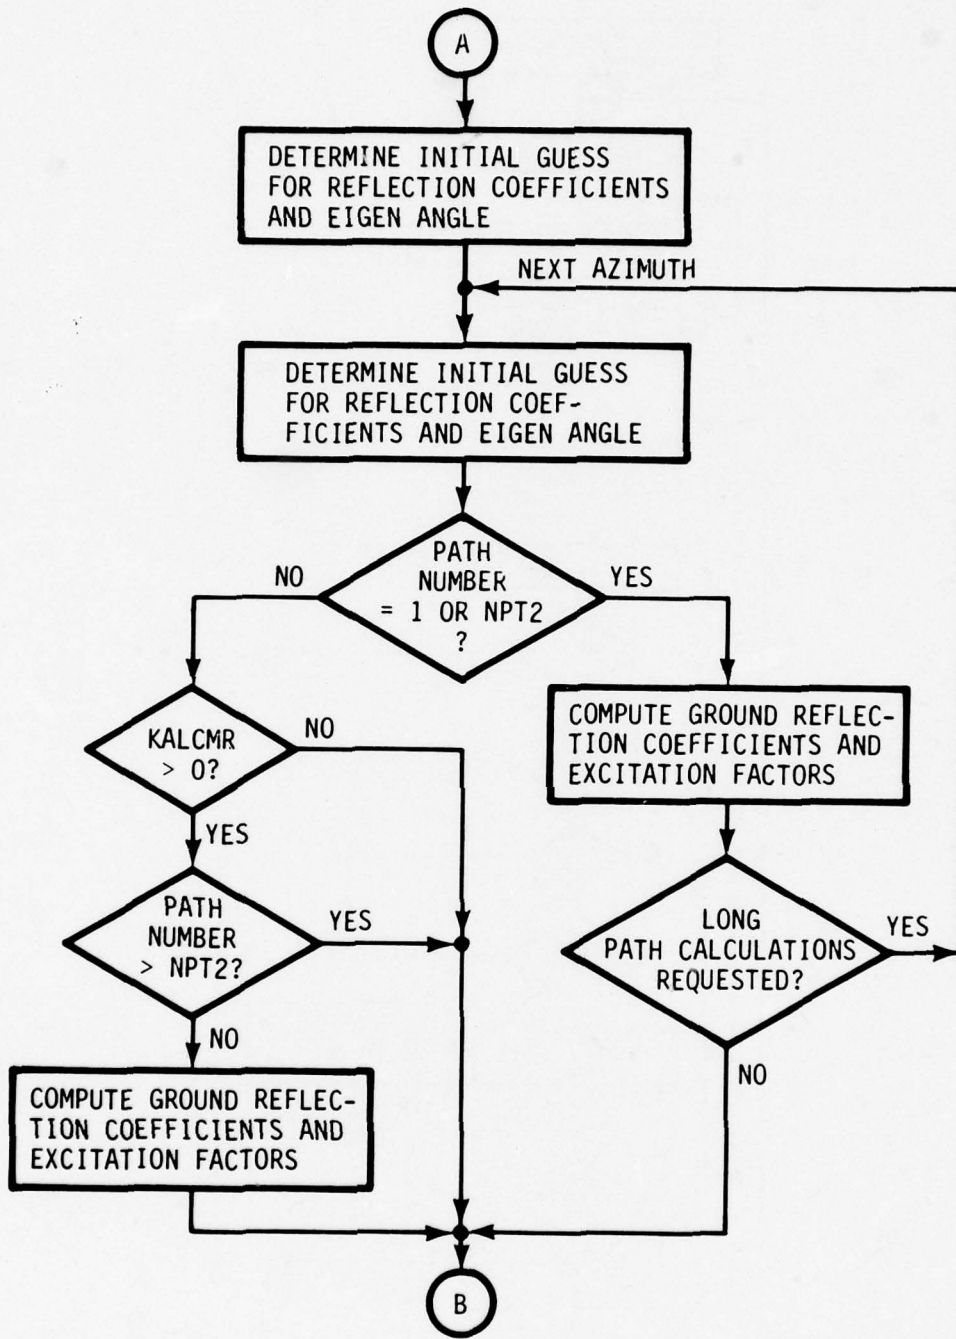 A
DETERMINE INITIAL GUESS
FOR REFLECTION COEFFICIENTS
AND EIGEN ANGLE
NEXT AZIMUTH
DETERMINE INITIAL GUESS
FOR REFLECTION COEF-
FICIENTS AND EIGEN ANGLE
PATH
NUMBER
= 1 OR NPT2
?
NO
YES
KALCMR
> 0?
NO
YES
COMPUTE GROUND REFLEC-
TION COEFFICIENTS AND
EXCITATION FACTORS
PATH
NUMBER
> NPT2?
YES
NO
LONG
PATH CALCULATIONS
REQUESTED?
YES
NO
COMPUTE GROUND REFLEC-
TION COEFFICIENTS AND
EXCITATION FACTORS
B